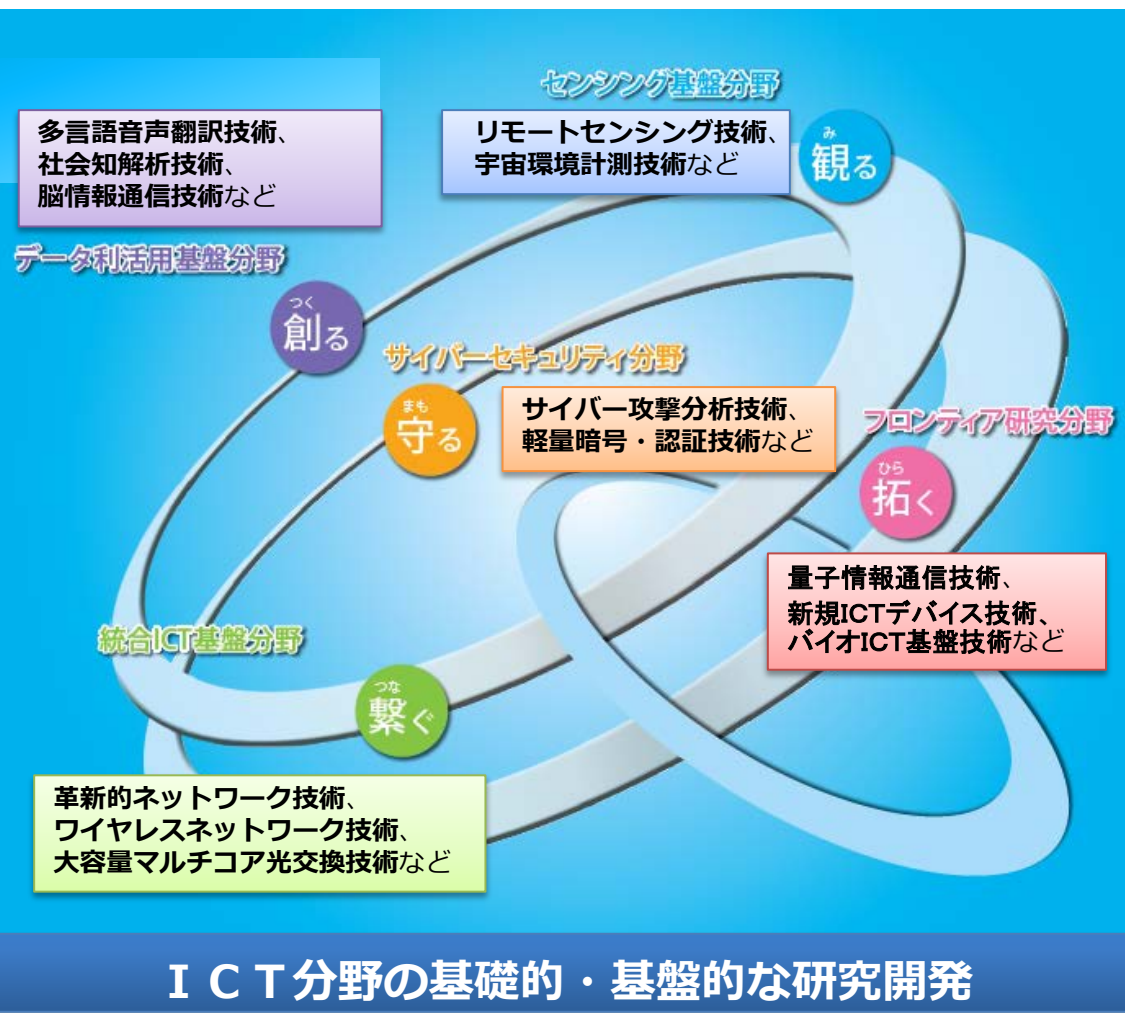 センシング基盤分野
リモートセンシング技術、
宇宙環境計測技術など
み
観る
多言語音声翻訳技術、
社会知解析技術、
脳情報通信技術など
データ利活用基盤分野
つく
創る
サイバーセキュリティ分野
まも
守る
サイバー攻撃分析技術、
軽量暗号・認証技術など
フロンティア研究分野
ひら
拓く
量子情報通信技術、
新規ICTデバイス技術、
バイオICT基盤技術など
統合ICT基盤分野
つな
繋ぐ
革新的ネットワーク技術、
ワイヤレスネットワーク技術、
大容量マルチコア光交換技術など
ＩＣＴ分野の基礎的・基盤的な研究開発